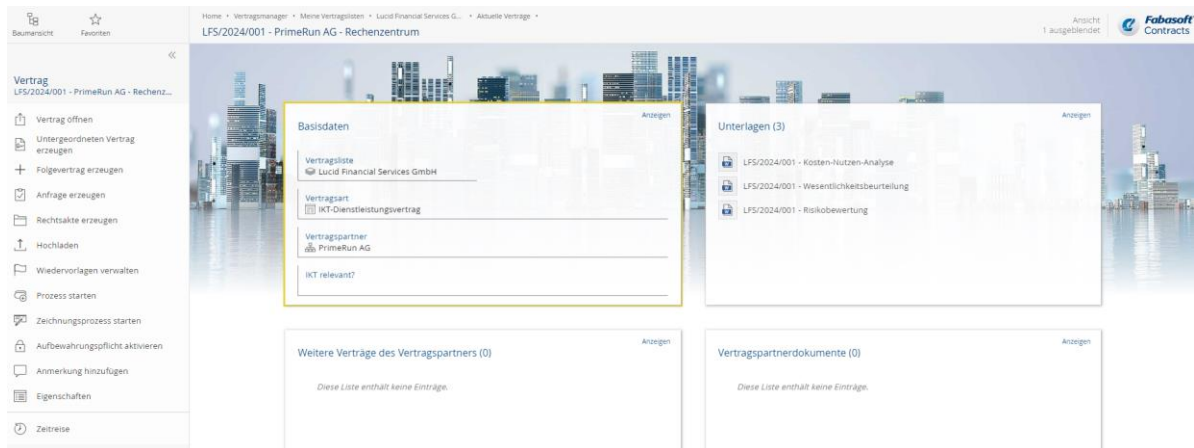 Baumansicht
Favoriten
Home • Vertragsmanager • Meine Vertragslisten • Lucid Financial Services G... • Aktuelle Verträge •
LFS/2024/001 - PrimeRun AG - Rechenzentrum
Ansicht
1 ausgeblendet
Fabasoft
Contracts
Vertrag
LFS/2024/001 - PrimeRun AG - Rechenz...
Vertrag öffnen
Untergeordneten Vertrag
erzeugen
Folgevertrag erzeugen
Anfrage erzeugen
Rechtsakte erzeugen
Hochladen
Wiedervorlagen verwalten
Prozess starten
Zeichnungsprozess starten
Aufbewahrungspflicht aktivieren
Anmerkung hinzufügen
Eigenschaften
Zeitreise
Basisdaten
Anzeigen
Vertragsliste
Lucid Financial Services GmbH
Vertragsart
IKT-Dienstleistungsvertrag
Vertragspartner
PrimeRun AG
IKT relevant?
Unterlagen (3)
Anzeigen
LFS/2024/001 - Kosten-Nutzen-Analyse
LFS/2024/001 - Wesentlichkeitsbeurteilung
LFS/2024/001 - Risikobewertung
Weitere Verträge des Vertragspartners (0)
Anzeigen
Diese Liste enthält keine Einträge.
Vertragspartnerdokumente (0)
Anzeigen
Diese Liste enthält keine Einträge.